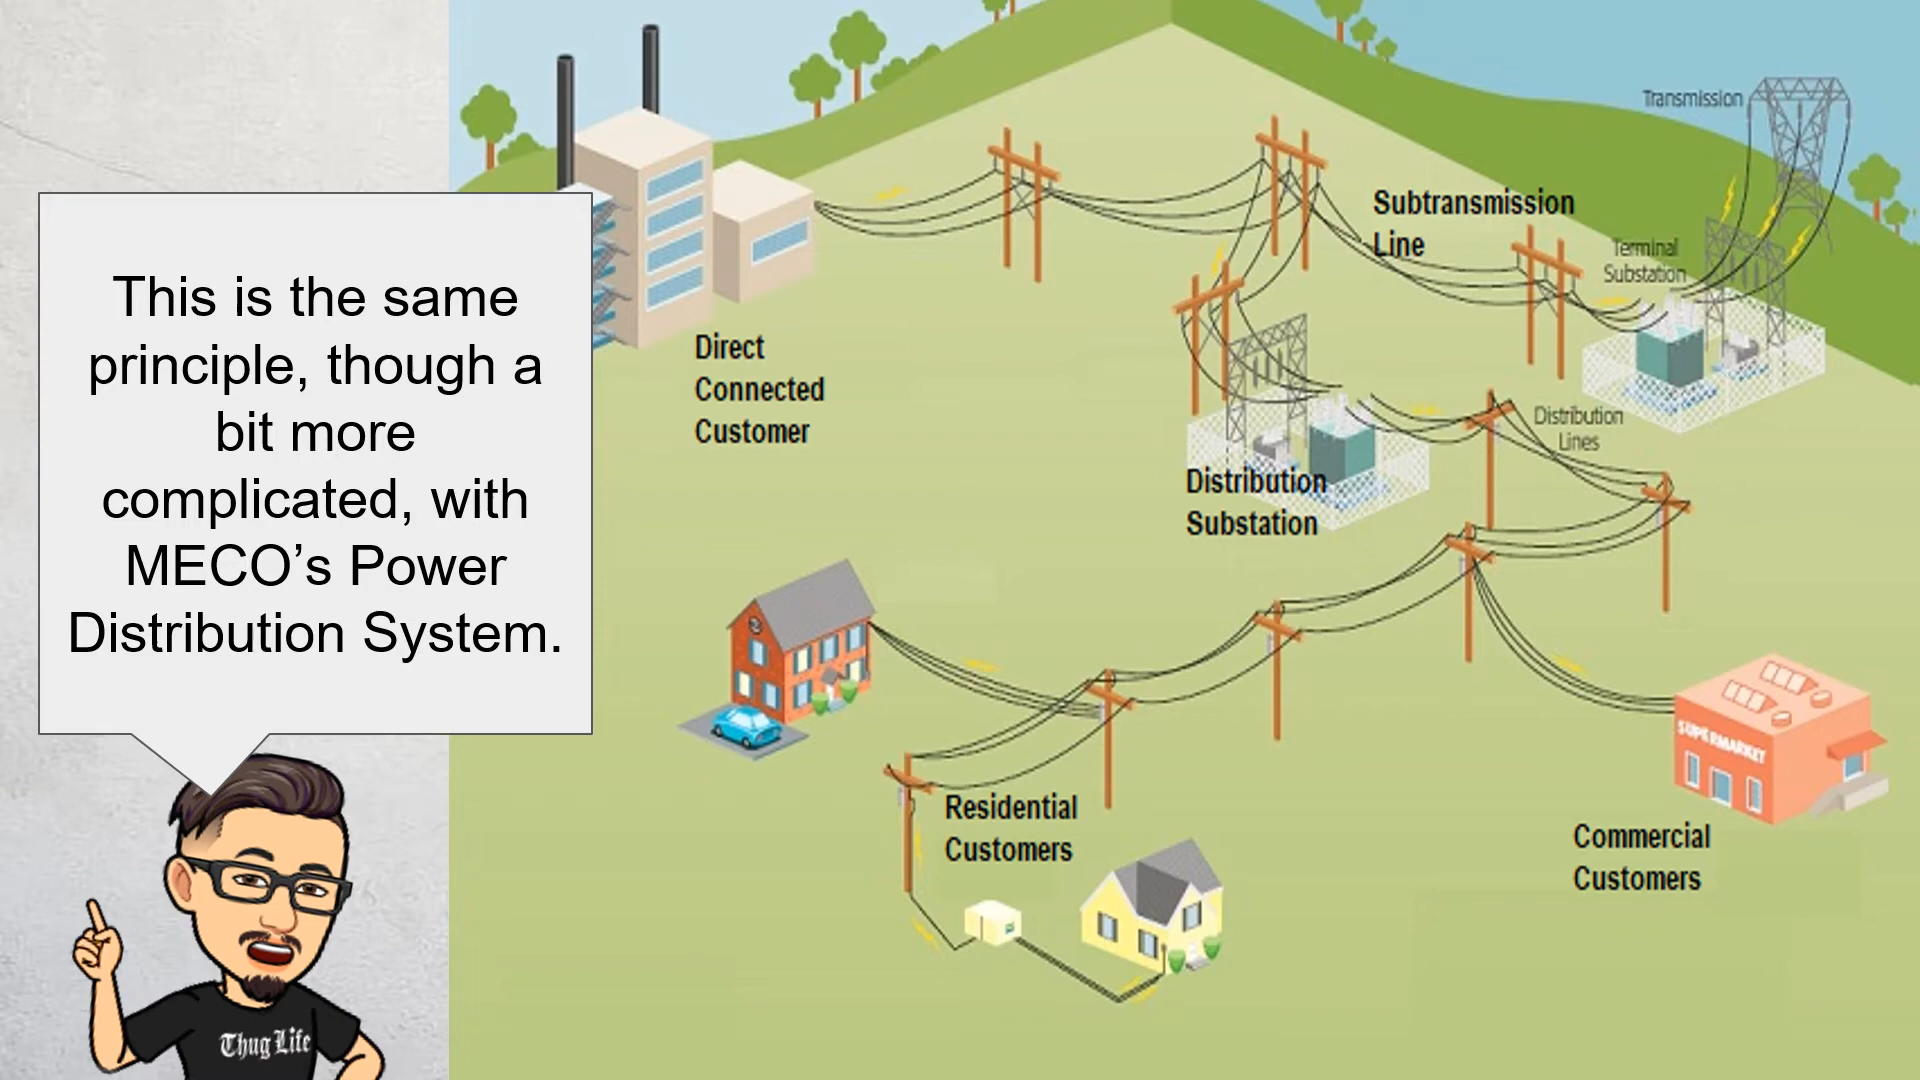 This is the same
principle, though a
bit more
complicated, with
MECO’s Power
Distribution System.
Thug Life
Direct
Connected
Customer
Subtransmission
Line
Transmission
Terminal
Substation
Distribution
Lines
Distribution
Substation
Residential
Customers
SUPERMARKET
Commercial
Customers